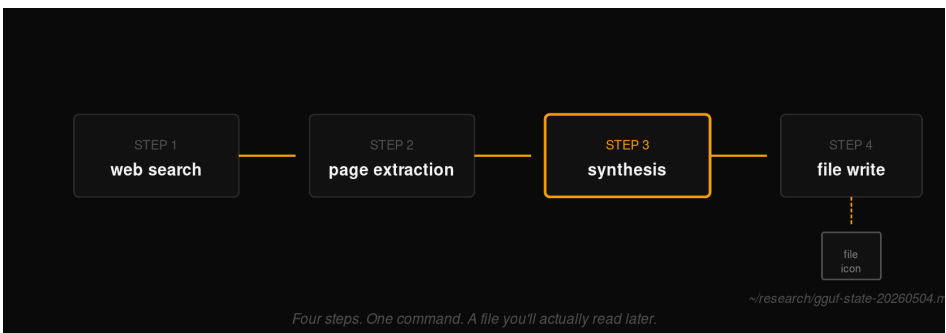 STEP 1
web search
STEP 2
page extraction
STEP 3
synthesis
STEP 4
file write
file
icon
~/research/gguf-state-20260504.m
Four steps. One command. A file you'll actually read later.